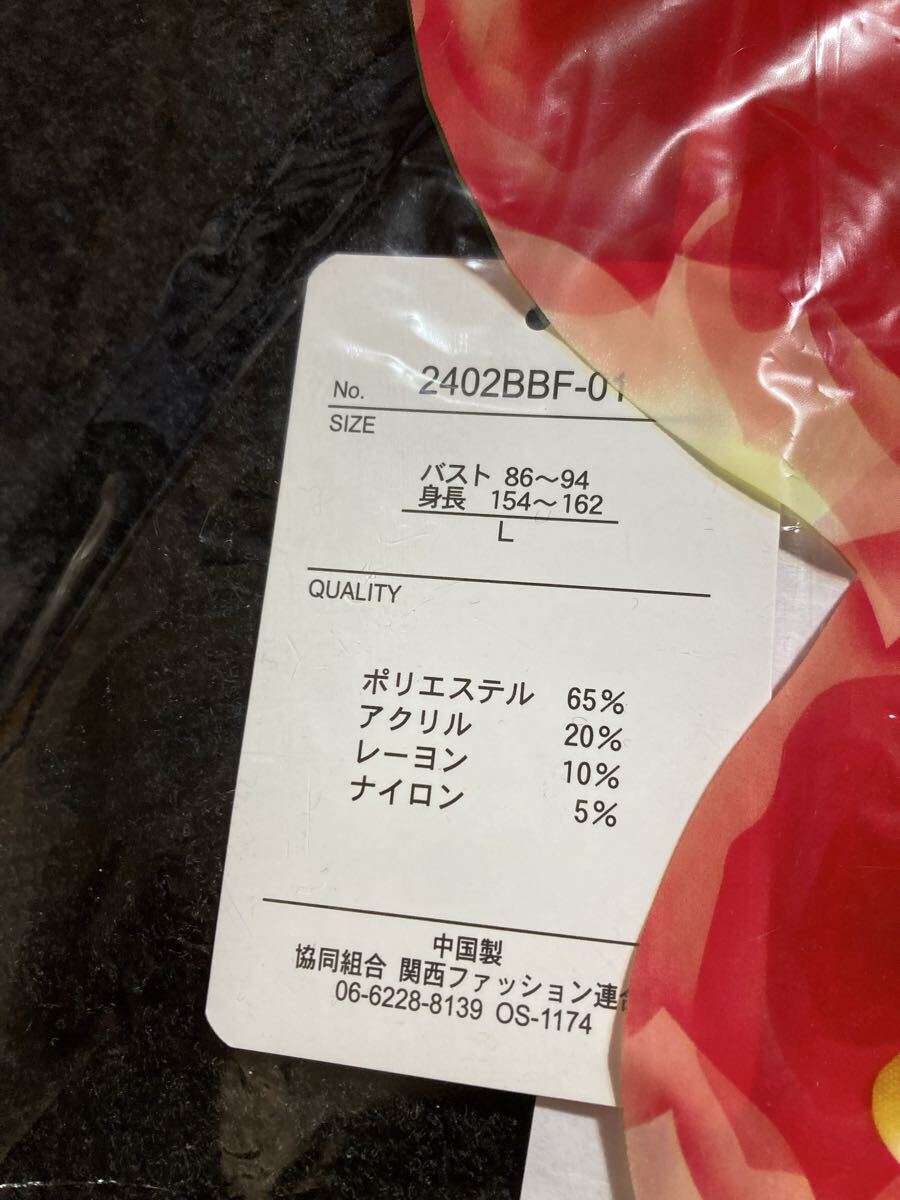 No. 2402BBF-01
SIZE
バスト 86～94
身長 154～162
L
QUALITY
ポリエステル 65%
アクリル 20%
レーヨン 10%
ナイロン 5%
中国製
協同組合 関西ファッション連合
06-6228-8139 OS-1174